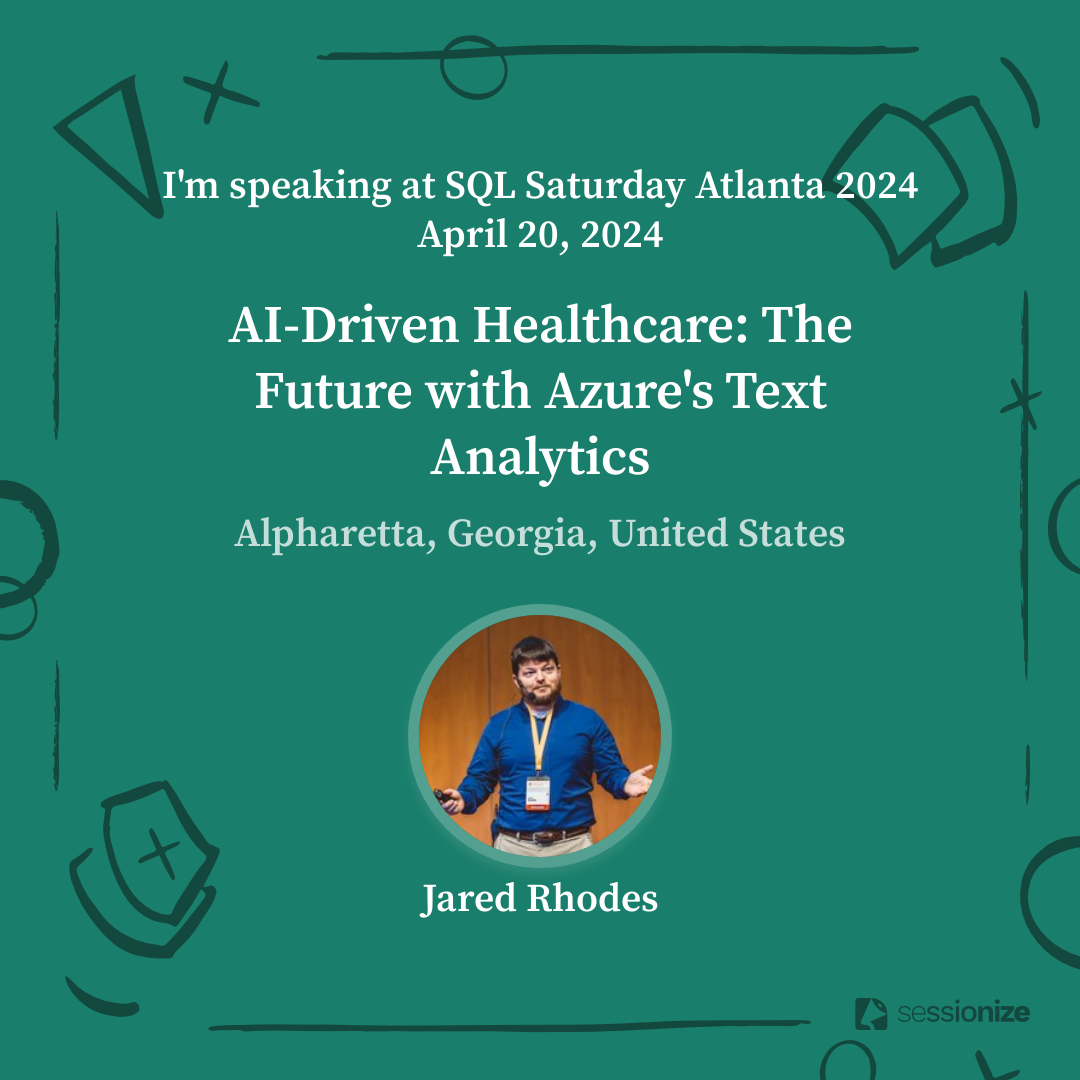 I'm speaking at SQL Saturday Atlanta 2024
April 20, 2024
AI-Driven Healthcare: The
Future with Azure's Text
Analytics
Alpharetta, Georgia, United States
Jared Rhodes
sessionize